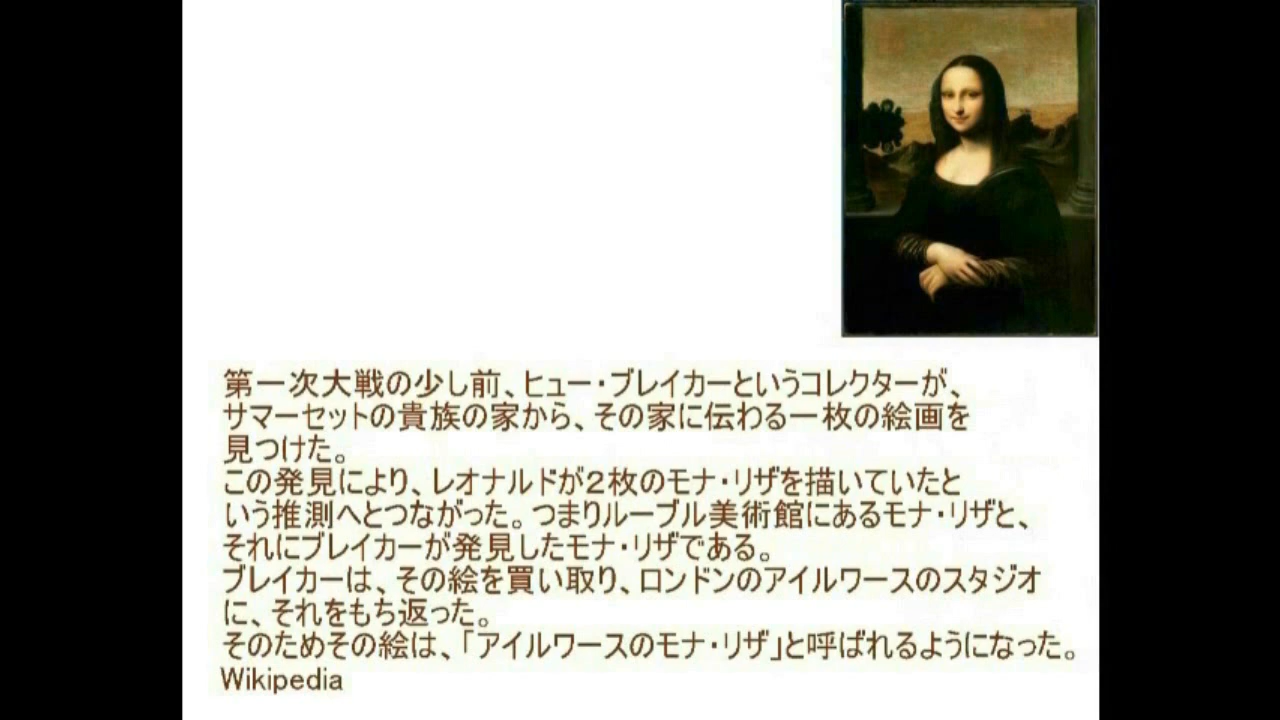 第一次大戦の少し前、ヒュー・ブレイカーというコレクターが、
サマーセットの貴族の家から、その家に伝わる一枚の絵画を
見つけた。
この発見により、レオナルドが２枚のモナ・リザを描いていたと
いう推測へとつながった。つまりルーブル美術館にあるモナ・リザと、
それにブレイカーが発見したモナ・リザである。
ブレイカーは、その絵を買い取り、ロンドンのアイルワースのスタジオ
に、それをもち返った。
そのためその絵は、「アイルワースのモナ・リザ」と呼ばれるようになった。
Wikipedia